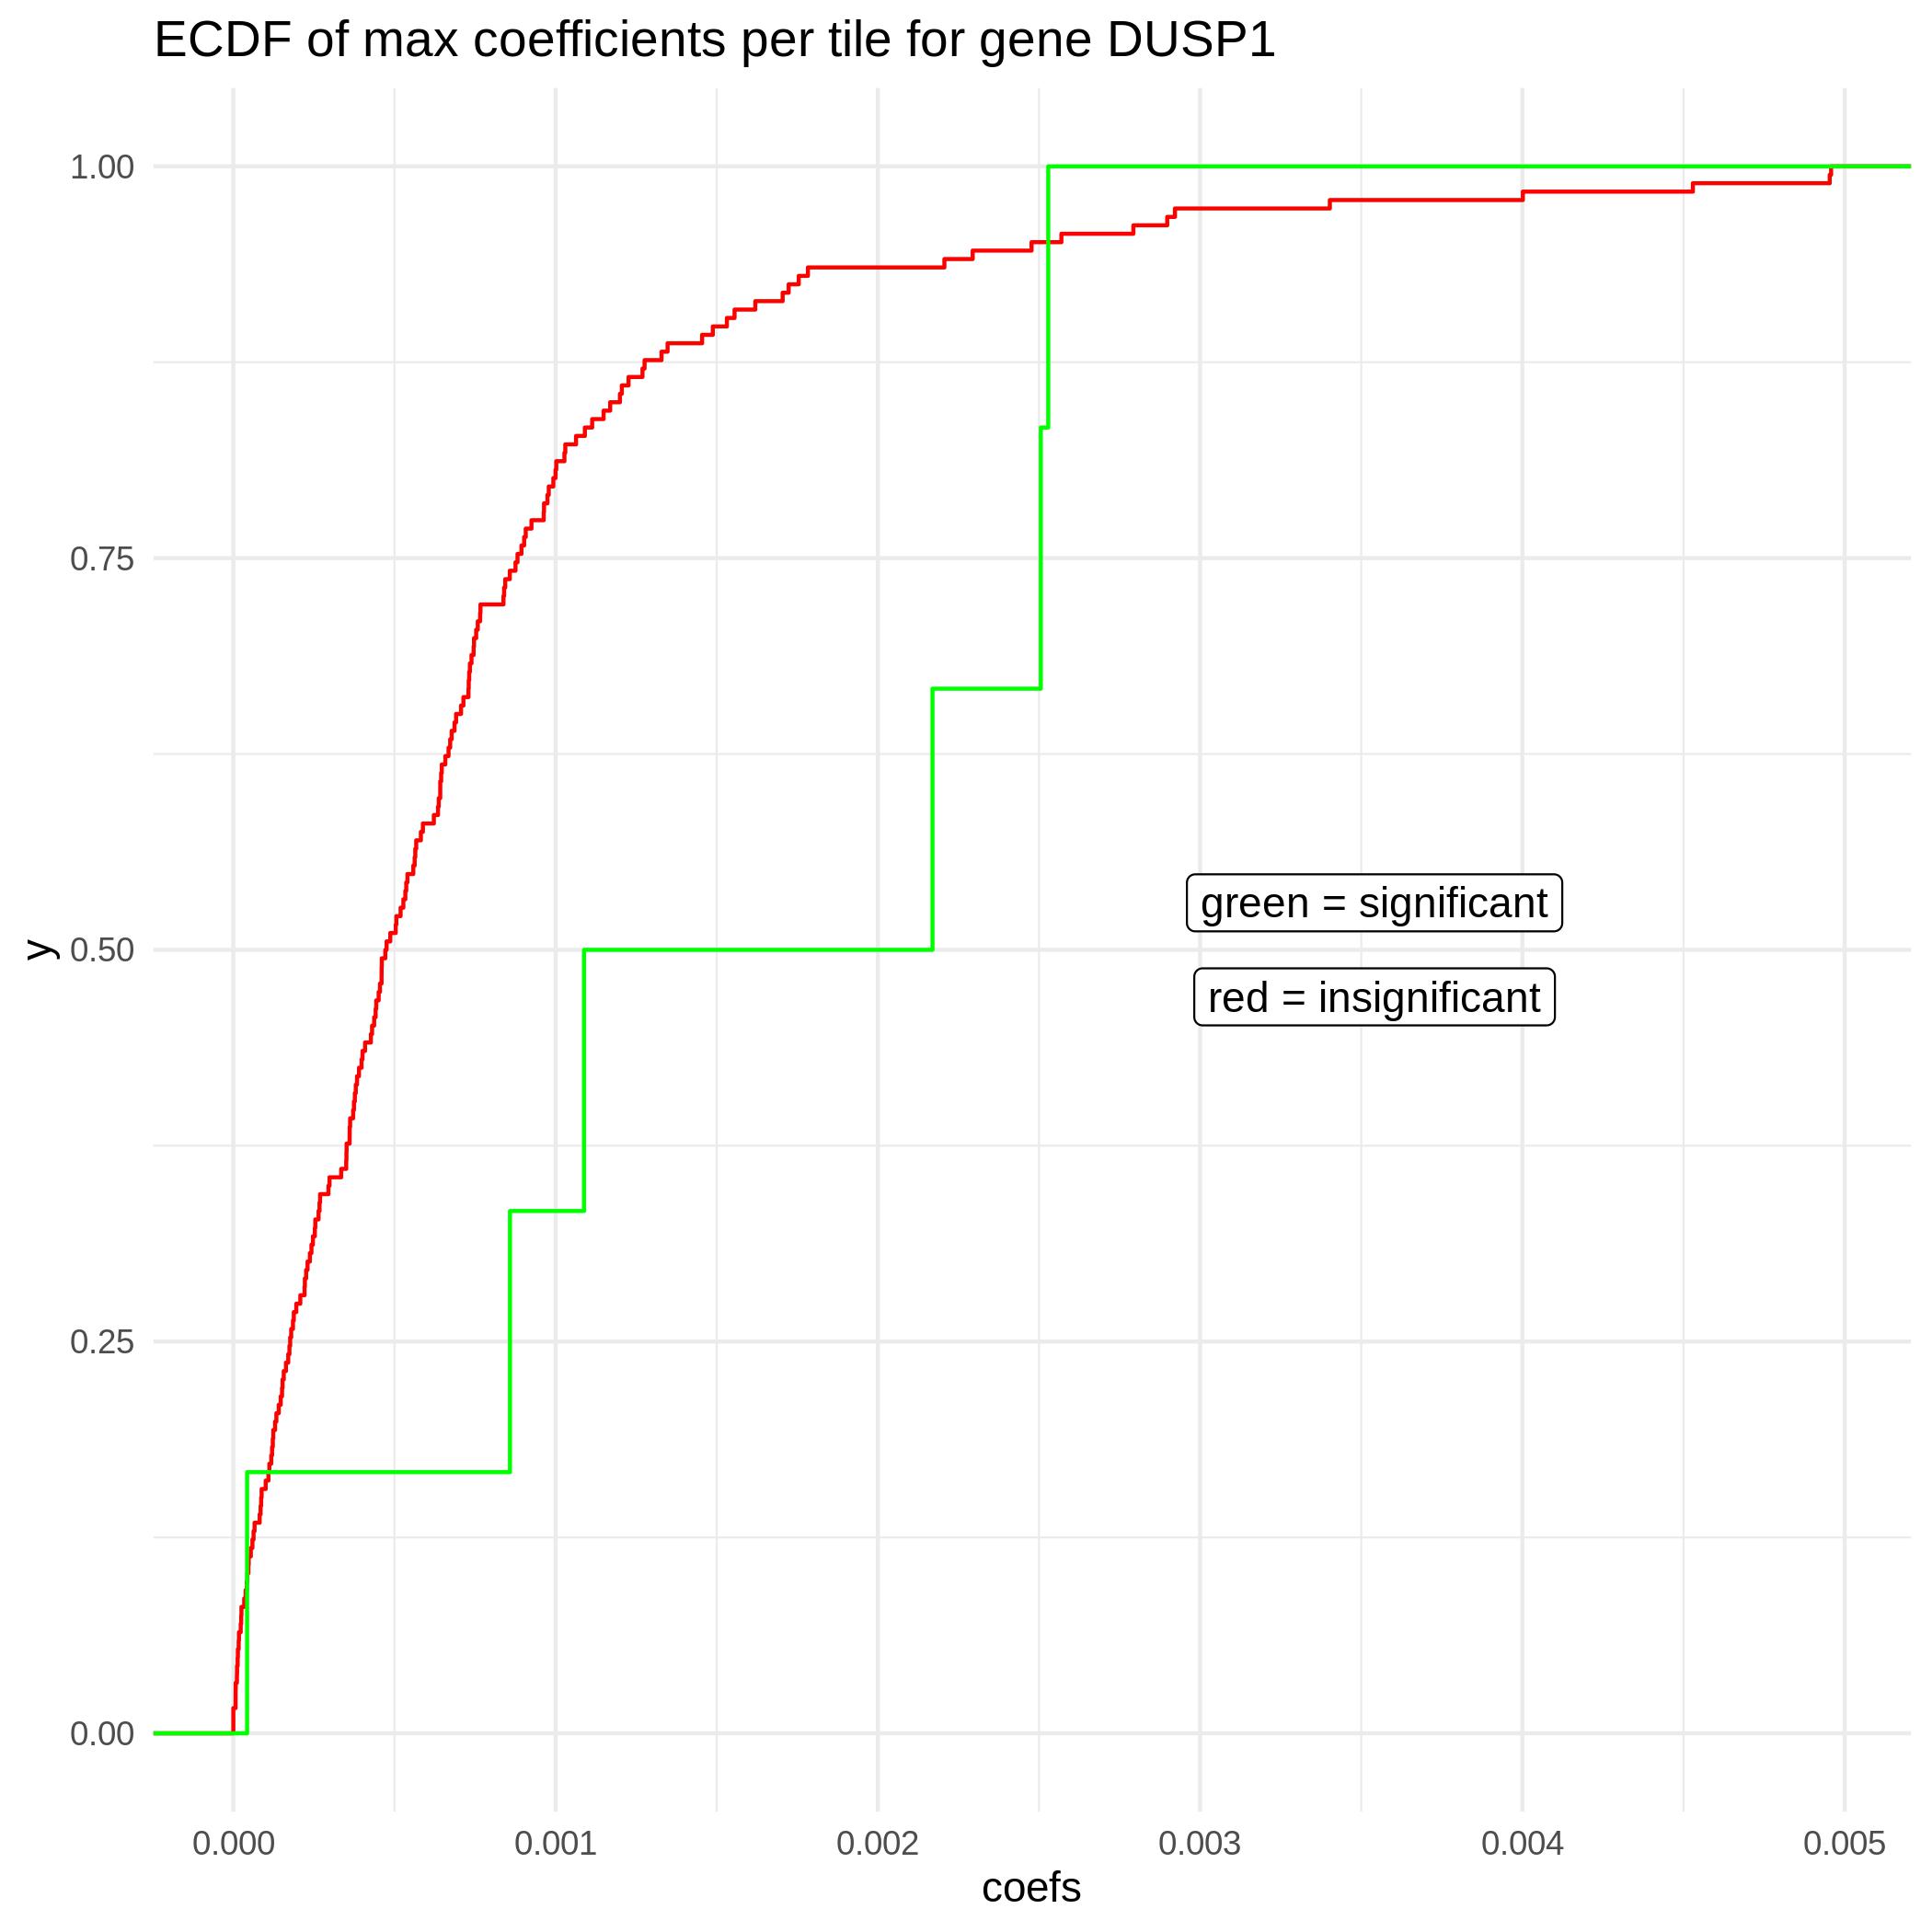 ECDF of max coefficients per tile for gene DUSP1
1.00
0.75
0.50
0.25
0.00
y
green = significant
red = insignificant
0.000 0.001 0.002 0.003 0.004 0.005
coefs